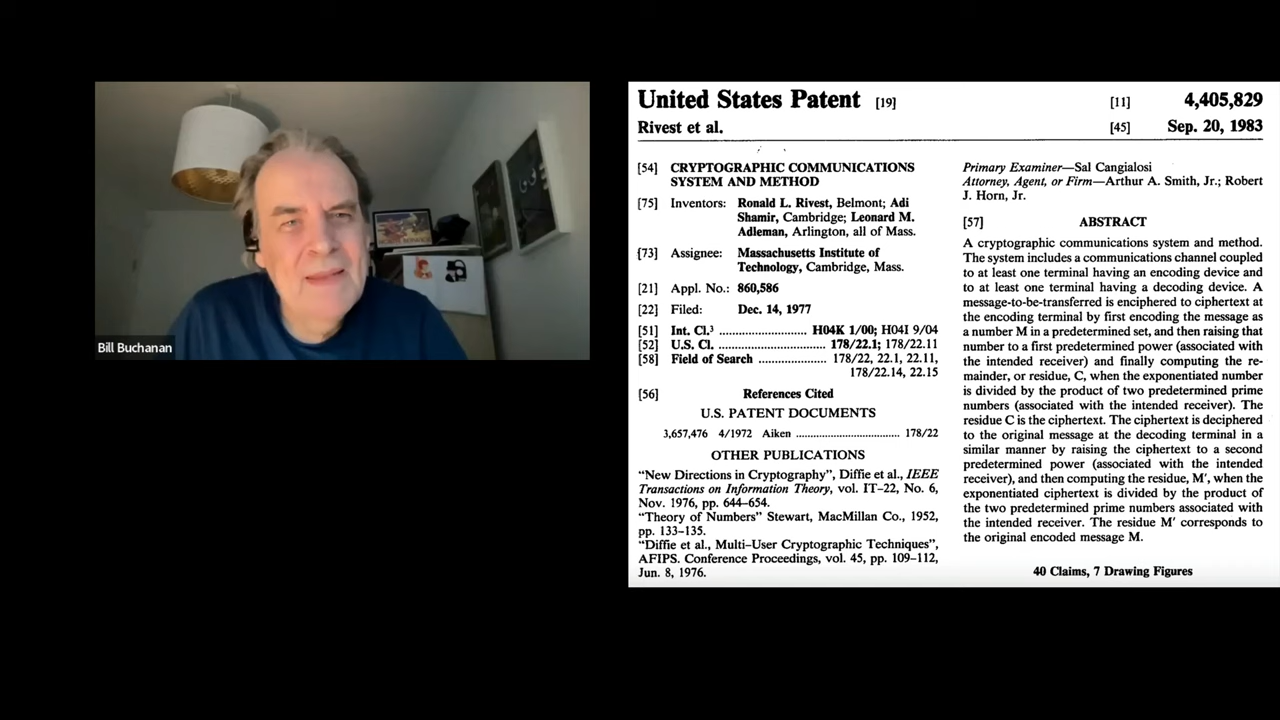 Bill Buchanan
United States Patent [19]
[11] 4,405,829
Rivest et al.
[45] Sep. 20, 1983
[54] CRYPTOGRAPHIC COMMUNICATIONS
SYSTEM AND METHOD
[75] Inventors: Ronald L. Rivest, Belmont; Adi
Shamir, Cambridge; Leonard M.
Adleman, Arlington, all of Mass.
[73] Assignee: Massachusetts Institute of
Technology, Cambridge, Mass.
[21] Appl. No.: 860,586
[22] Filed: Dec. 14, 1977
[51] Int. Cl.³ ........................ H04K 1/00; H04I 9/04
[52] U.S. Cl. ............................. 178/22.1; 178/22.11
[58] Field of Search ................ 178/22, 22.1, 22.11,
178/22.14, 22.15
[56] References Cited
U.S. PATENT DOCUMENTS
3,657,476 4/1972 Aiken .................................... 178/22
OTHER PUBLICATIONS
“New Directions in Cryptography”, Diffie et al., IEEE
Transactions on Information Theory, vol. IT-22, No. 6,
Nov. 1976, pp. 644-654.
“Theory of Numbers” Stewart, MacMillan Co., 1952,
pp. 133-135.
“Diffie et al., Multi-User Cryptographic Techniques”,
AFIPS. Conference Proceedings, vol. 45, pp. 109-112,
Jun. 8, 1976.
Primary Examiner—Sal Cangialosi
Attorney, Agent, or Firm—Arthur A. Smith, Jr.; Robert
J. Horn, Jr.
[57] ABSTRACT
A cryptographic communications system and method.
The system includes a communications channel coupled
to at least one terminal having an encoding device and
to at least one terminal having a decoding device. A
message-to-be-transferred is enciphered to ciphertext at
the encoding terminal by first encoding the message as
a number M in a predetermined set, and then raising that
number to a first predetermined power (associated with
the intended receiver) and finally computing the re-
mainder, or residue, C, when the exponentiated number
is divided by the product of two predetermined prime
numbers (associated with the intended receiver). The
residue C is the ciphertext. The ciphertext is deciphered
to the original message at the decoding terminal in a
similar manner by raising the ciphertext to a second
predetermined power (associated with the intended
receiver), and then computing the residue, M′, when the
exponentiated ciphertext is divided by the product of
the two predetermined prime numbers associated with
the intended receiver. The residue M′ corresponds to
the original encoded message M.
40 Claims, 7 Drawing Figures